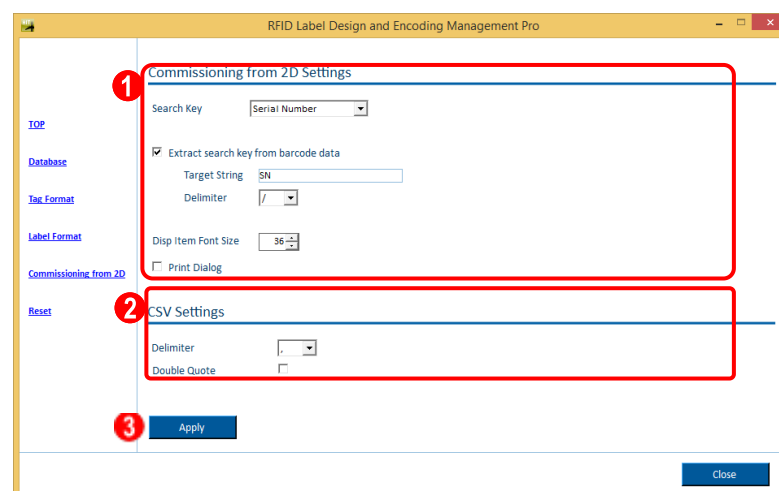 RFID Label Design and Encoding Management Pro
TOP
Database
Tag Format
Label Format
Commissioning from 2D
Reset
1
Commissioning from 2D Settings
Search Key Serial Number
Extract search key from barcode data
Target String SN
Delimiter /
Disp Item Font Size 36
Print Dialog
2
CSV Settings
Delimiter ,
Double Quote
3
Apply
Close